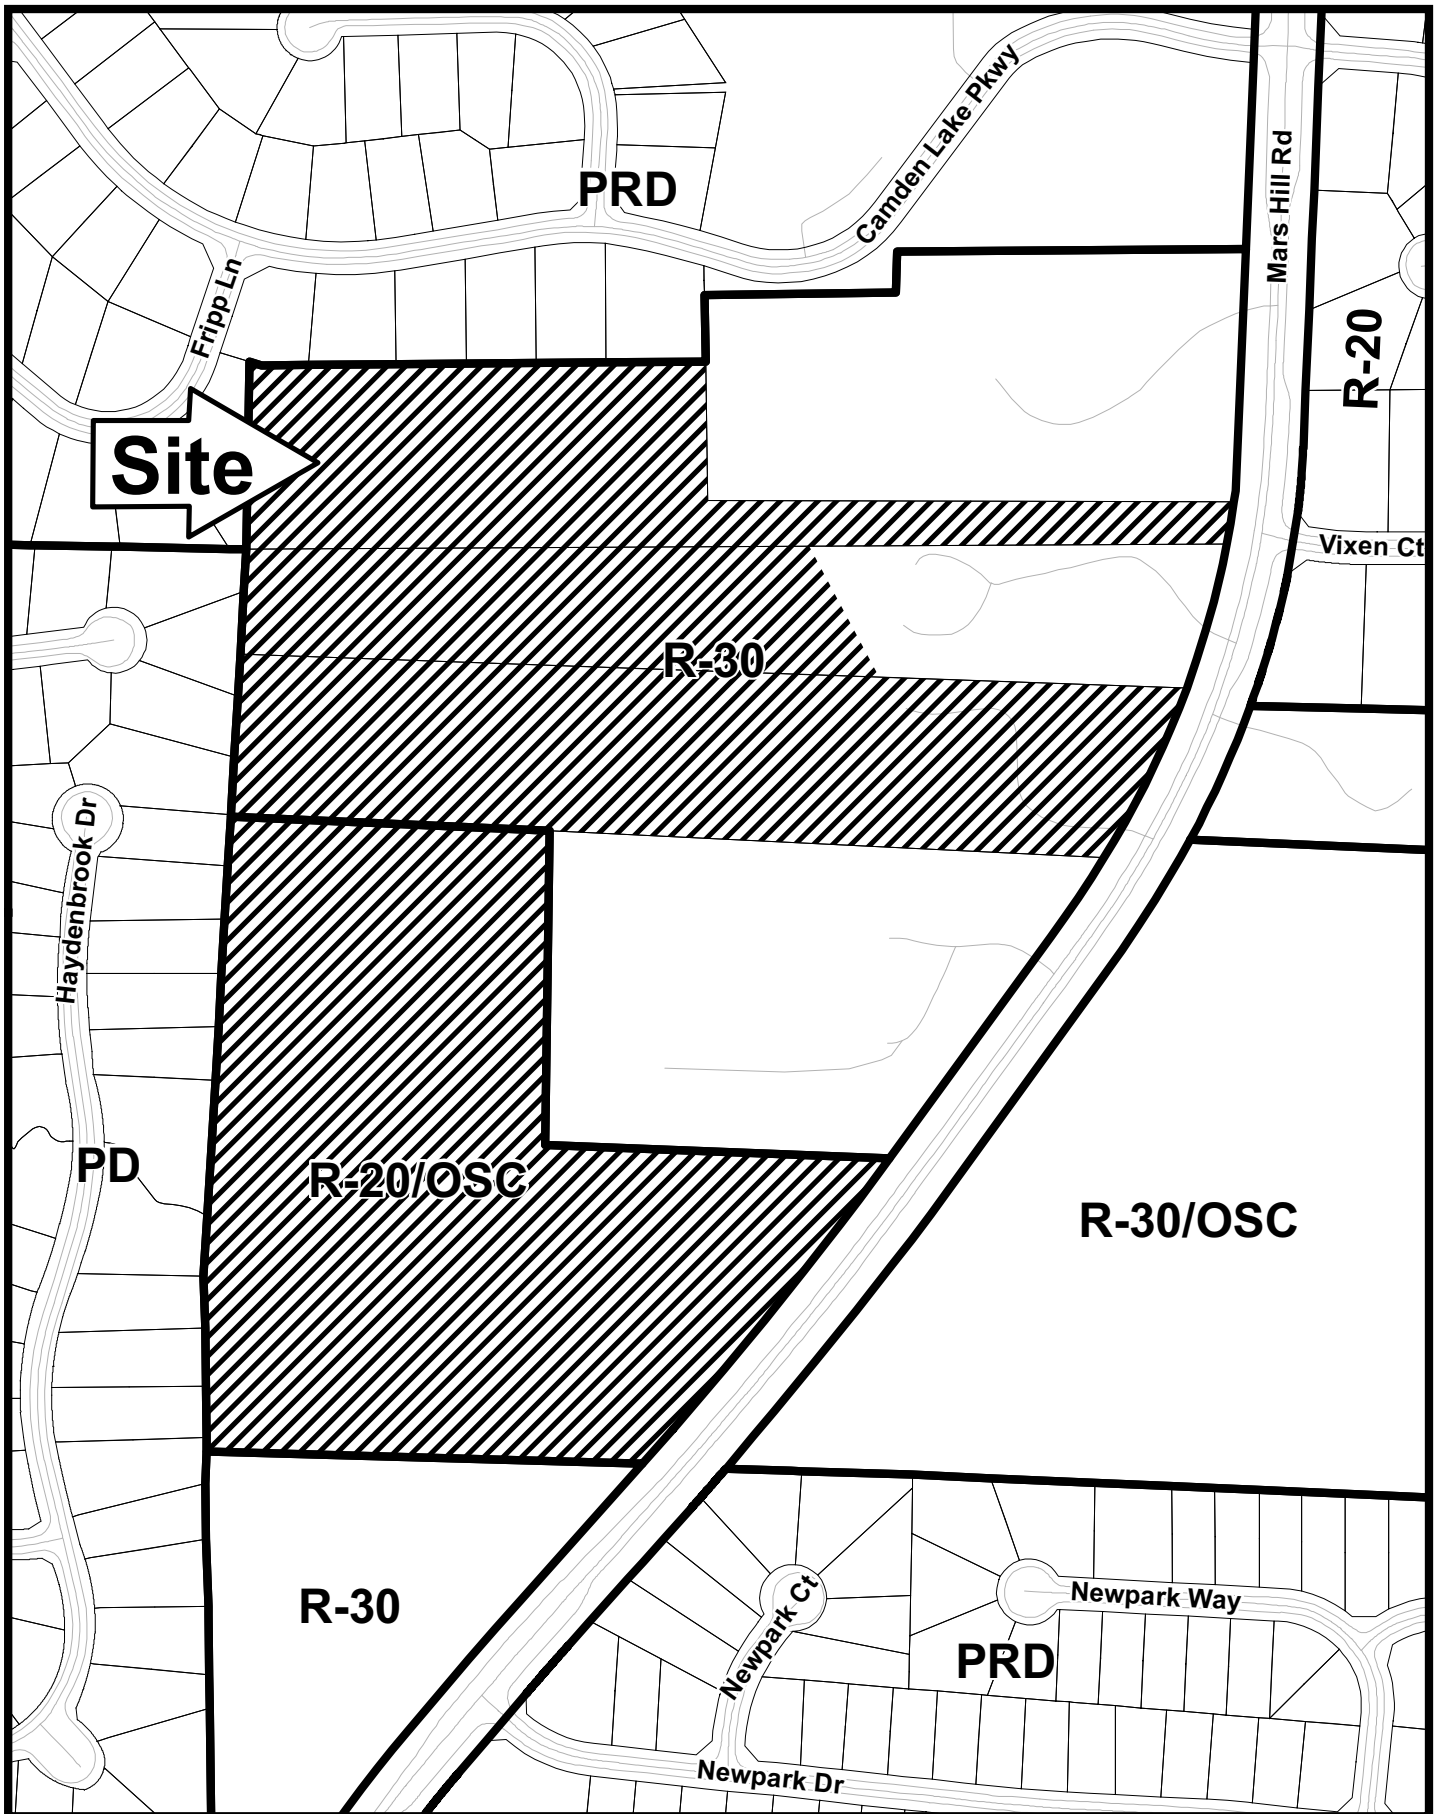 Camden Lake Pkwy
Mars Hill Rd
PRD
Fripp Ln
R-20
Site
Vixen Ct
R-30
Haydenbrook Dr
PD
R-20/OSC
R-30/OSC
R-30
Newpark Ct
Newpark Way
PRD
Newpark Dr